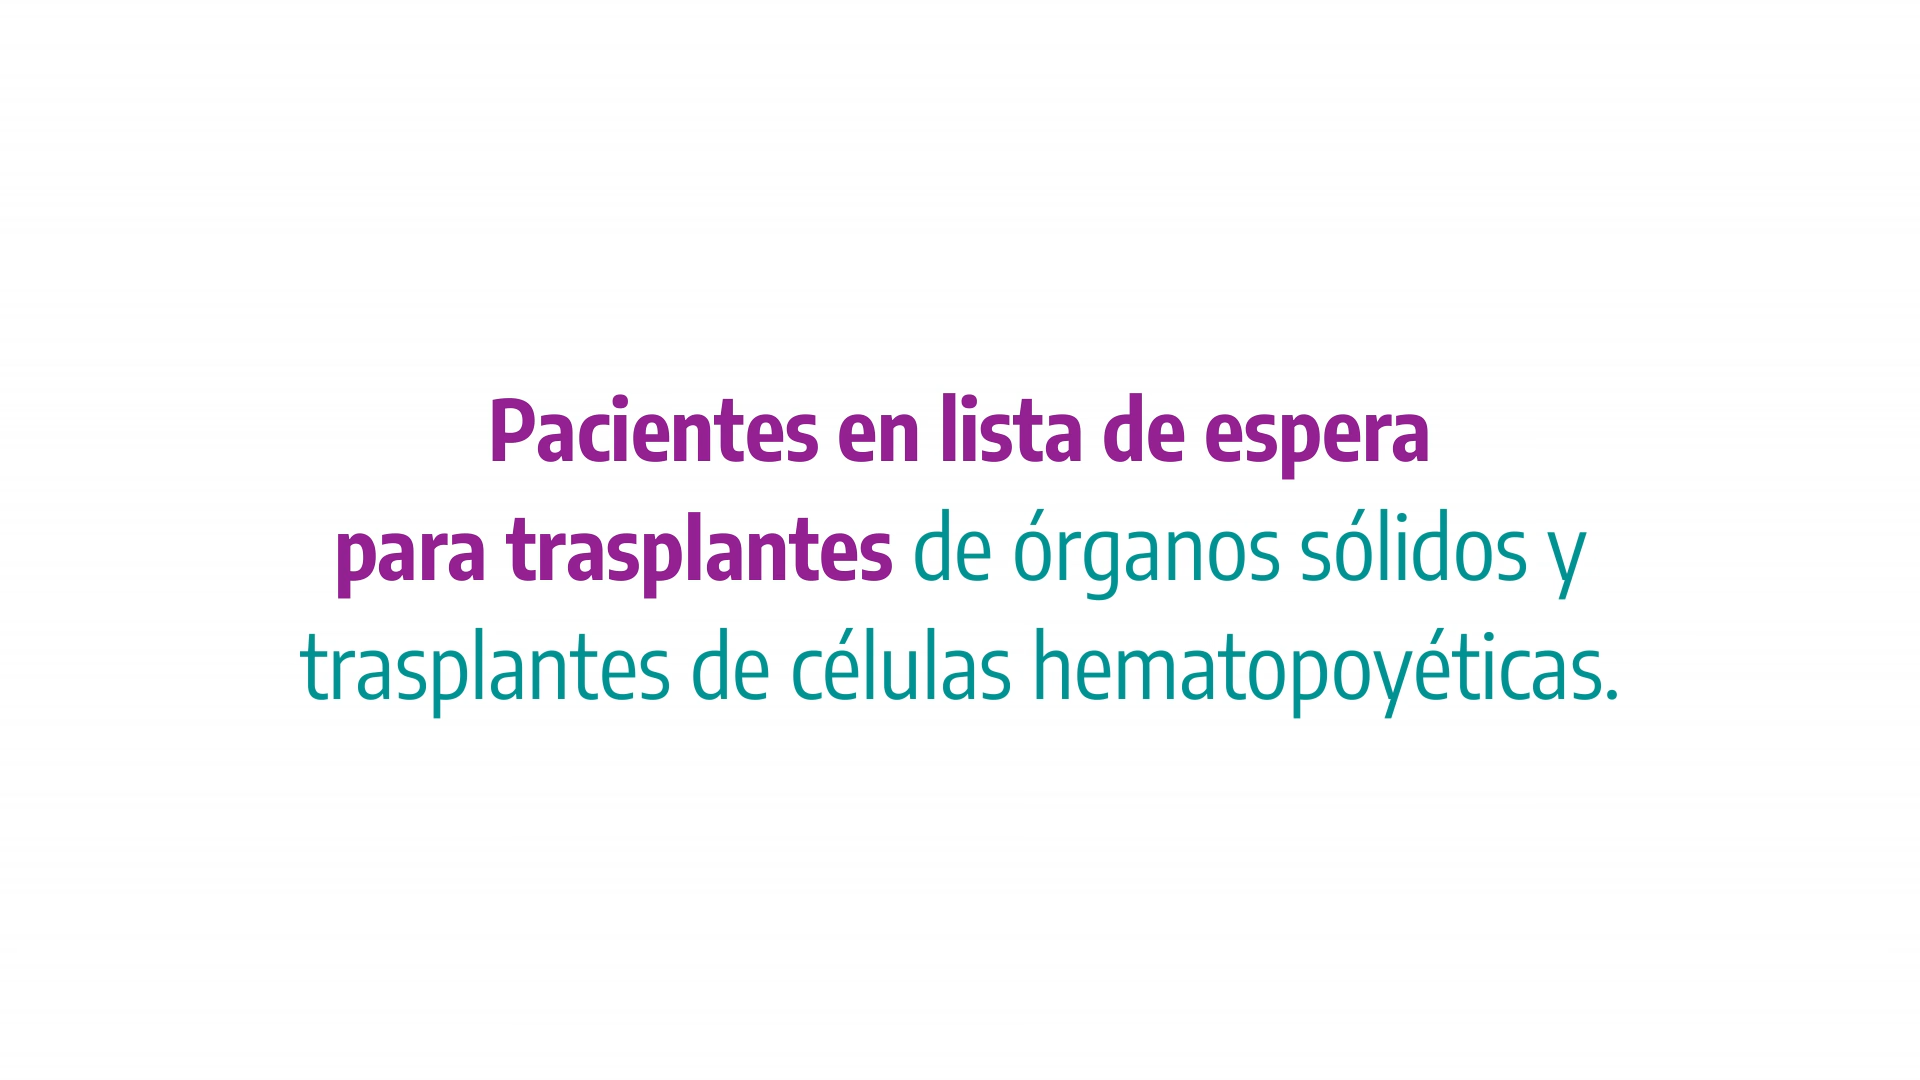 Pacientes en lista de espera
para trasplantes de órganos sólidos y
trasplantes de células hematopoyéticas.